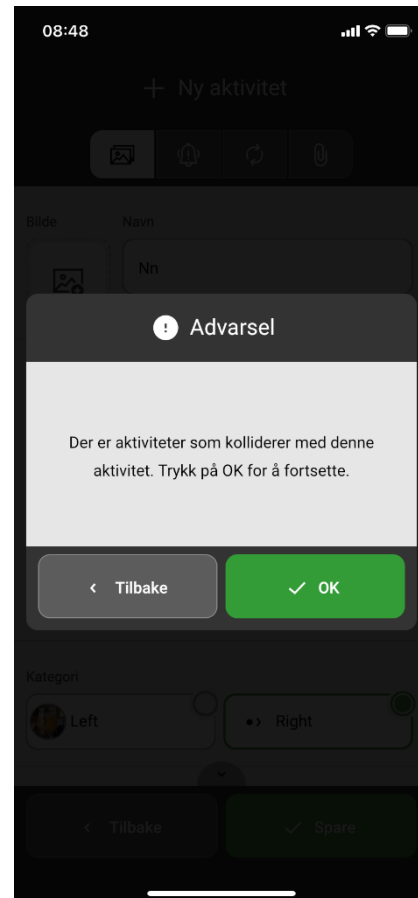 08:48
+ Ny aktivitet
Bilde Navn
Nn
Advarsel
Der er aktiviteter som kolliderer med denne
aktivitet. Trykk på OK for å fortsette.
Tilbake OK
Kategori
Left Right
Tilbake Spare